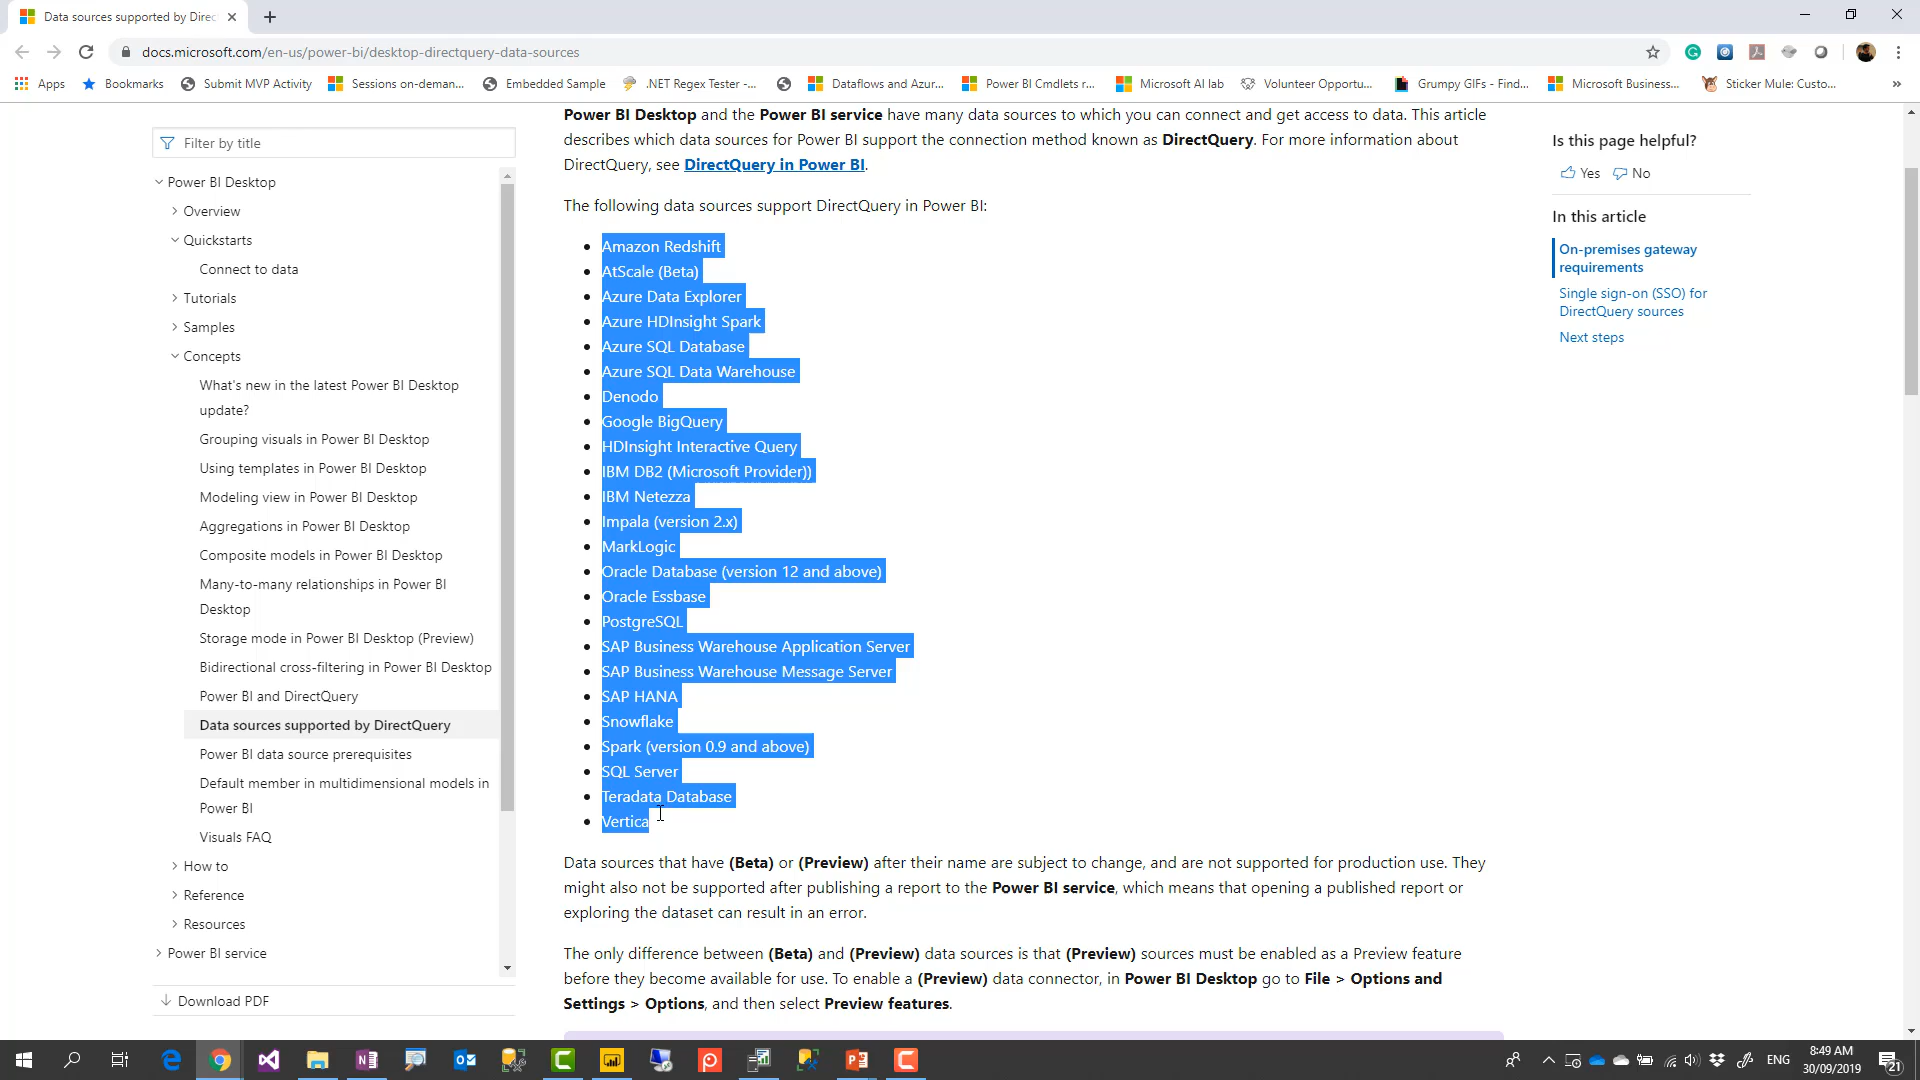 Data sources supported by Direc
docs.microsoft.com/en-us/power-bi/desktop-directquery-data-sources
Apps
Bookmarks
Submit MVP Activity
Sessions on-deman...
Embedded Sample
.NET Regex Tester -...
Dataflows and Azur...
Power BI Cmdlets r...
Microsoft AI lab
Volunteer Opportu...
Grumpy GIFs - Find...
Microsoft Business...
Sticker Mule: Custo...
»
Filter by title
Power BI Desktop
Overview
Quickstarts
Connect to data
Tutorials
Samples
Concepts
What's new in the latest Power BI Desktop
update?
Grouping visuals in Power BI Desktop
Using templates in Power BI Desktop
Modeling view in Power BI Desktop
Aggregations in Power BI Desktop
Composite models in Power BI Desktop
Many-to-many relationships in Power BI
Desktop
Storage mode in Power BI Desktop (Preview)
Bidirectional cross-filtering in Power BI Desktop
Power BI and DirectQuery
Data sources supported by DirectQuery
Power BI data source prerequisites
Default member in multidimensional models in
Power BI
Visuals FAQ
How to
Reference
Resources
Power BI service
Download PDF
Power BI Desktop and the Power BI service have many data sources to which you can connect and get access to data. This article
describes which data sources for Power BI support the connection method known as DirectQuery. For more information about
DirectQuery, see DirectQuery in Power BI.
The following data sources support DirectQuery in Power BI:
• Amazon Redshift
• AtScale (Beta)
• Azure Data Explorer
• Azure HDInsight Spark
• Azure SQL Database
• Azure SQL Data Warehouse
• Denodo
• Google BigQuery
• HDInsight Interactive Query
• IBM DB2 (Microsoft Provider))
• IBM Netezza
• Impala (version 2.x)
• MarkLogic
• Oracle Database (version 12 and above)
• Oracle Essbase
• PostgreSQL
• SAP Business Warehouse Application Server
• SAP Business Warehouse Message Server
• SAP HANA
• Snowflake
• Spark (version 0.9 and above)
• SQL Server
• Teradata Database
• Vertica
Data sources that have (Beta) or (Preview) after their name are subject to change, and are not supported for production use. They
might also not be supported after publishing a report to the Power BI service, which means that opening a published report or
exploring the dataset can result in an error.
The only difference between (Beta) and (Preview) data sources is that (Preview) sources must be enabled as a Preview feature
before they become available for use. To enable a (Preview) data connector, in Power BI Desktop go to File > Options and
Settings > Options, and then select Preview features.
Is this page helpful?
Yes No
In this article
On-premises gateway
requirements
Single sign-on (SSO) for
DirectQuery sources
Next steps
ENG
8:49 AM
30/09/2019
21